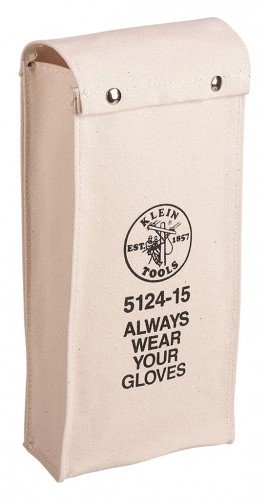 KLEIN
EST. 1857
TOOLS
5124-15
ALWAYS
WEAR
YOUR
GLOVES